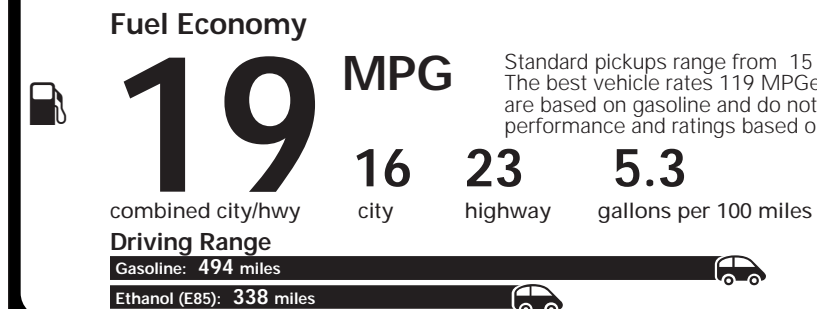 Fuel Economy
19 MPG
Standard pickups range from 15
The best vehicle rates 119 MPGe
are based on gasoline and do not
performance and ratings based o
16 23 5.3
combined city/hwy city highway gallons per 100 miles
Driving Range
Gasoline: 494 miles
Ethanol (E85): 338 miles